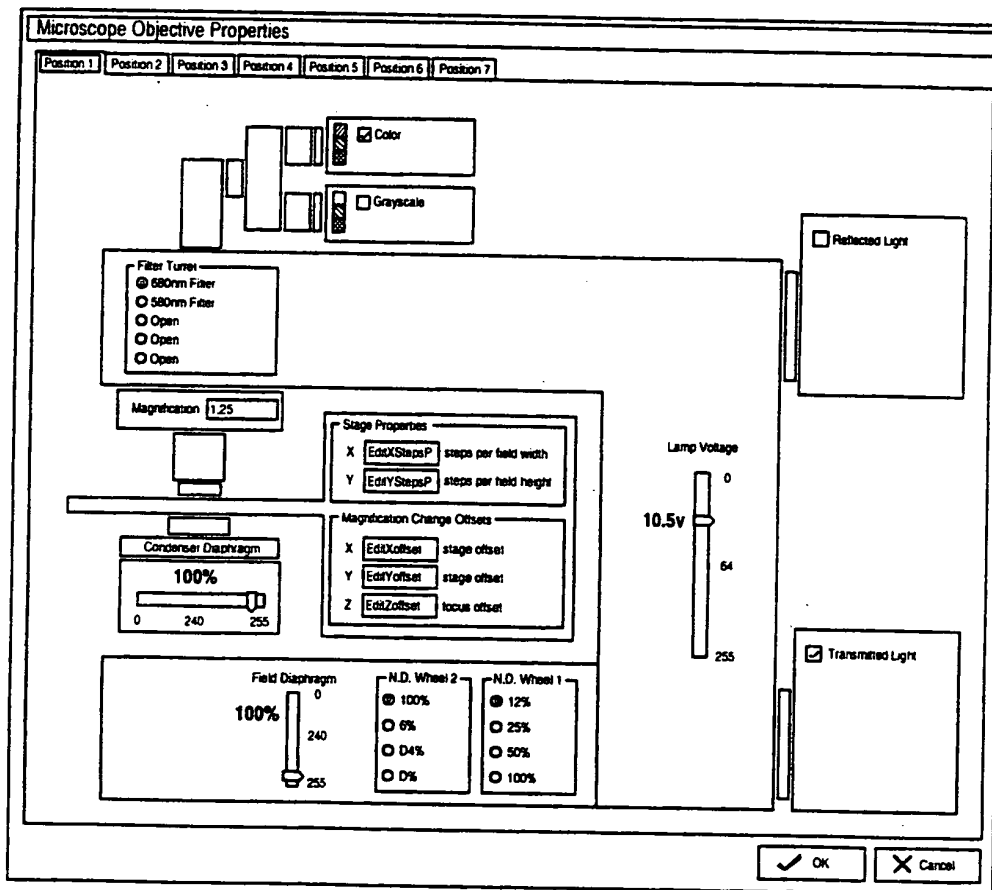 Microscope Objective Properties
Position 1 Position 2 Position 3 Position 4 Position 5 Position 6 Position 7
Color
Grayscale
Reflected Light
Filter Turret
680nm Filter
580nm Filter
Open
Open
Open
Magnification 1.25
Stage Properties
X EditXStepsP steps per field width
Y EditYStepsP steps per field height
Magnification Change Offsets
X EditXoffset stage offset
Y EditYoffset stage offset
Z EditZoffset focus offset
Condenser Diaphragm
100%
0 240 255
Lamp Voltage
0
10.5v
64
255
Transmitted Light
Field Diaphragm
0
100%
240
255
N.D. Wheel 2
100%
6%
D4%
D%
N.D. Wheel 1
12%
25%
50%
100%
OK Cancel